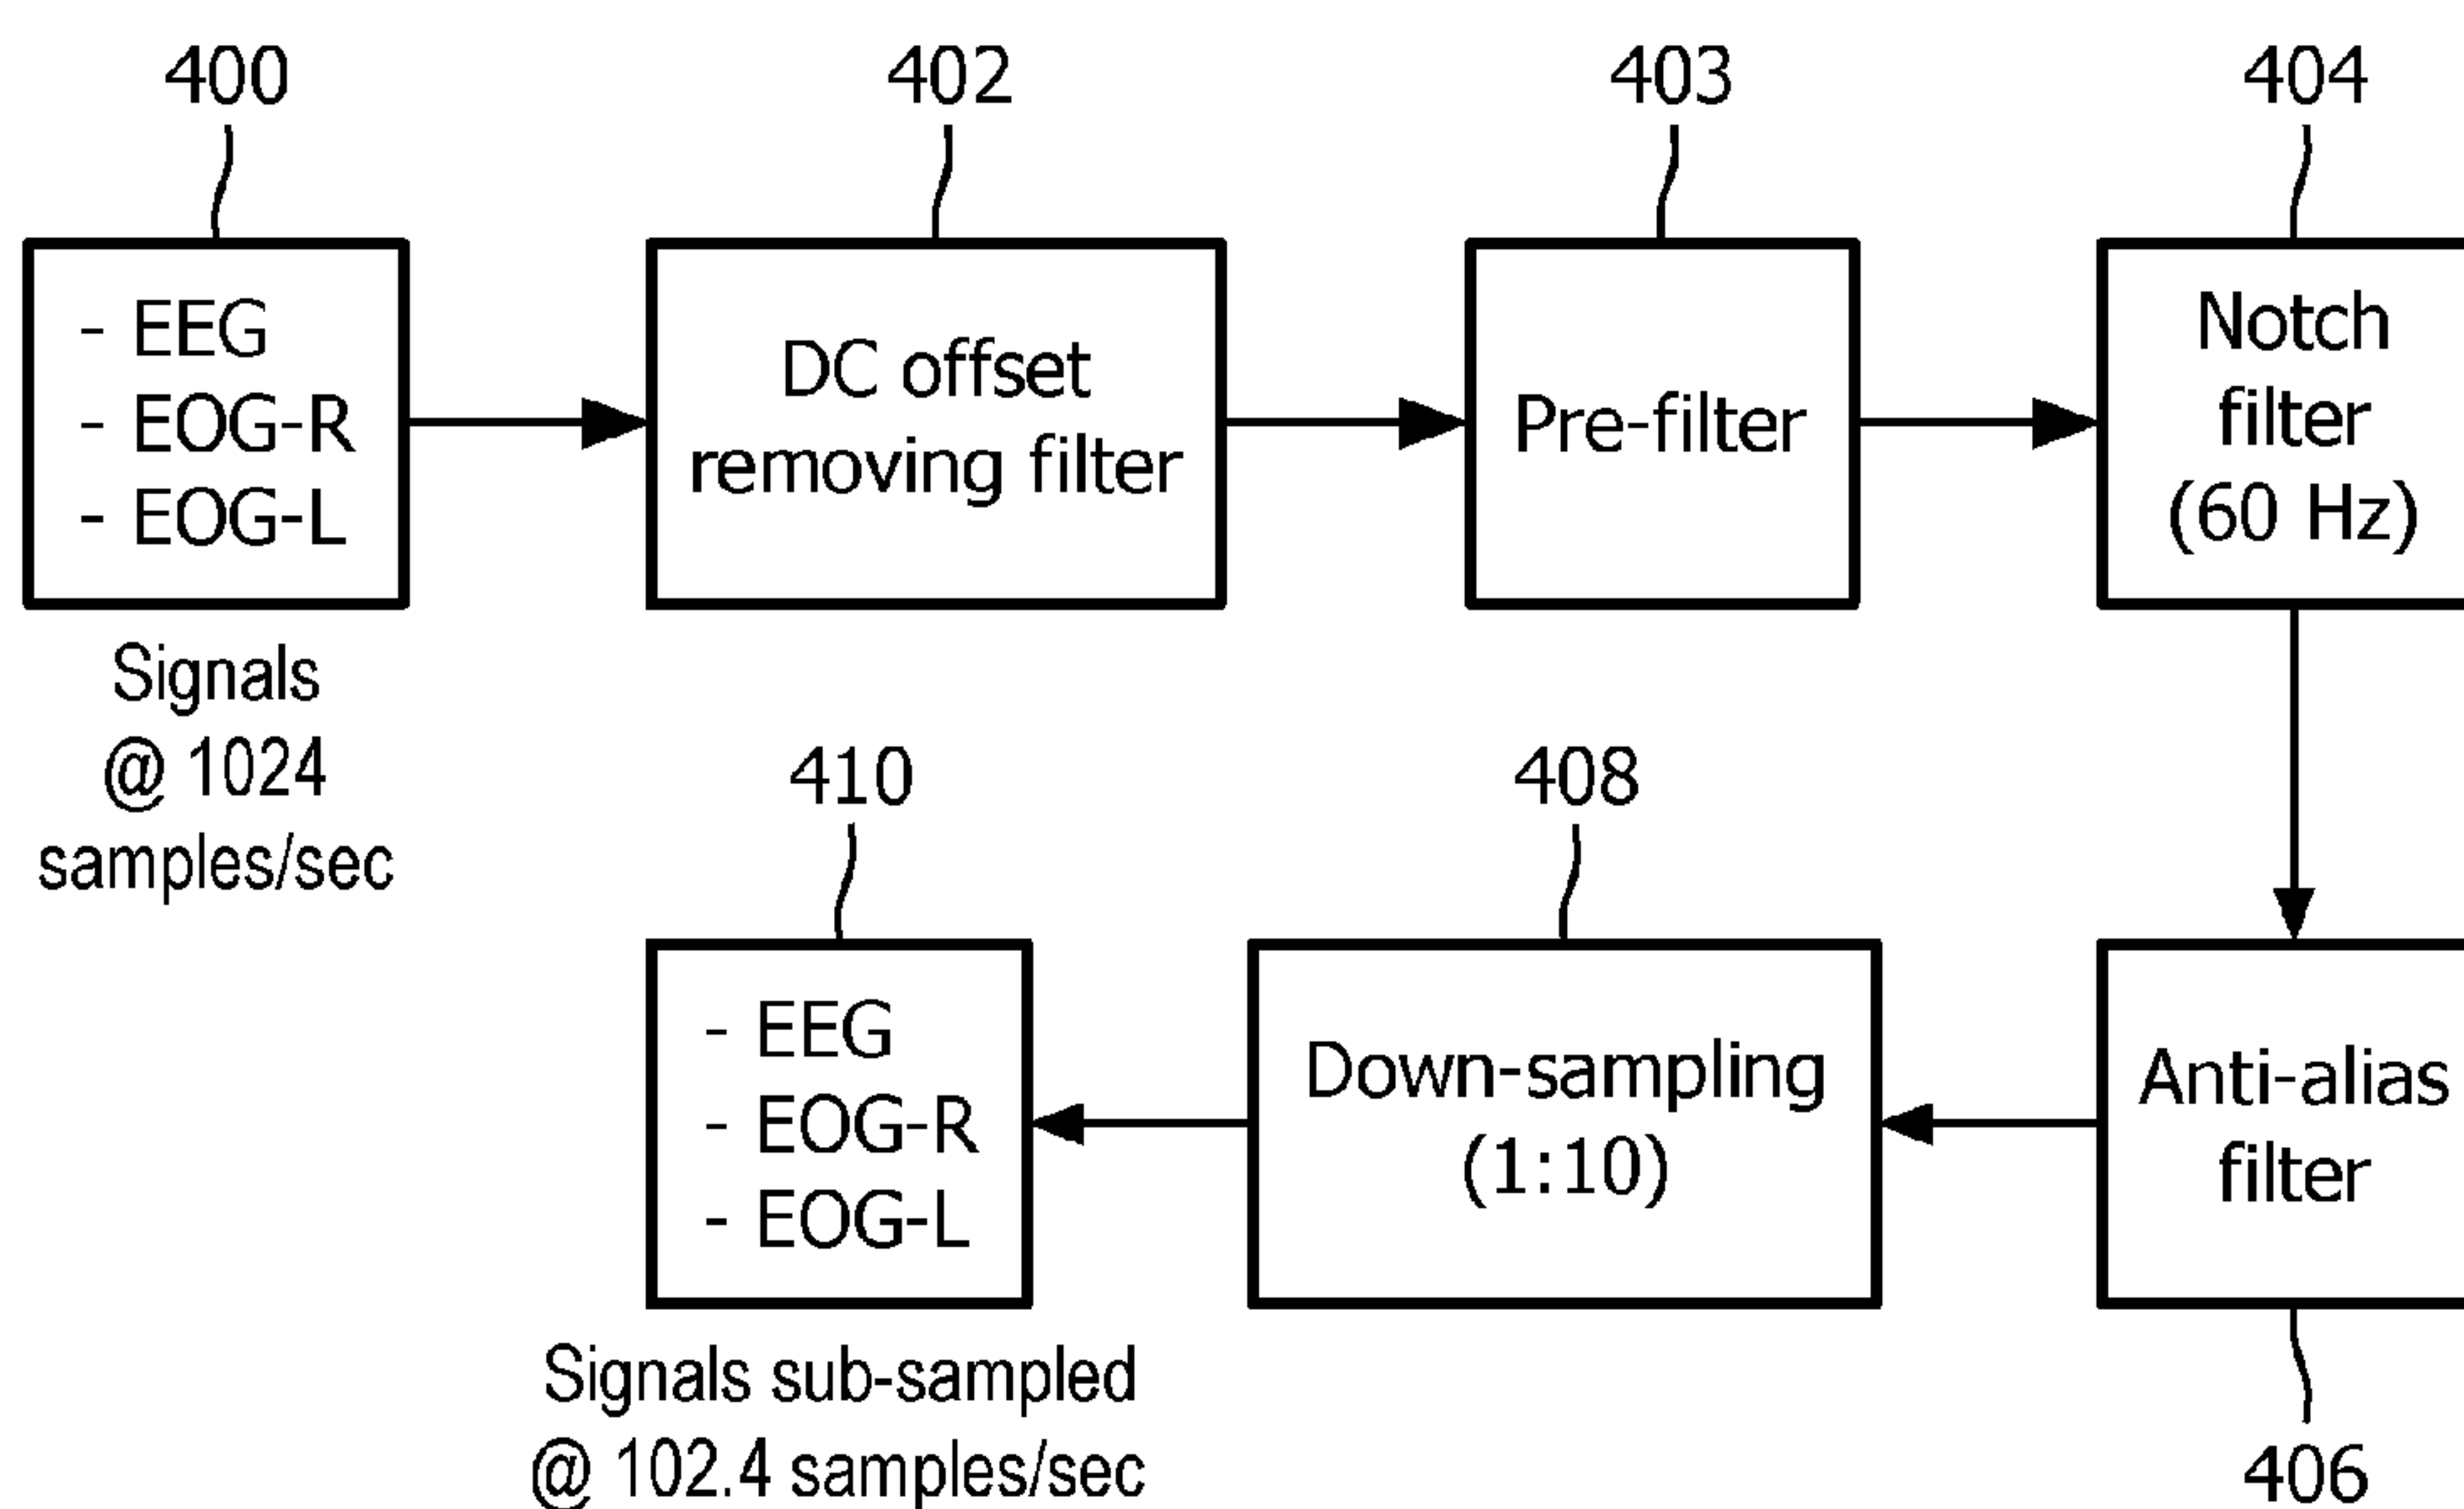 400
402
403
404
- EEG
- EOG-R
- EOG-L
DC offset
removing filter
Pre-filter
Notch
filter
(60 Hz)
Signals
@ 1024
samples/sec
410
408
- EEG
- EOG-R
- EOG-L
Down-sampling
(1:10)
Anti-alias
filter
Signals sub-sampled
@ 102.4 samples/sec
406